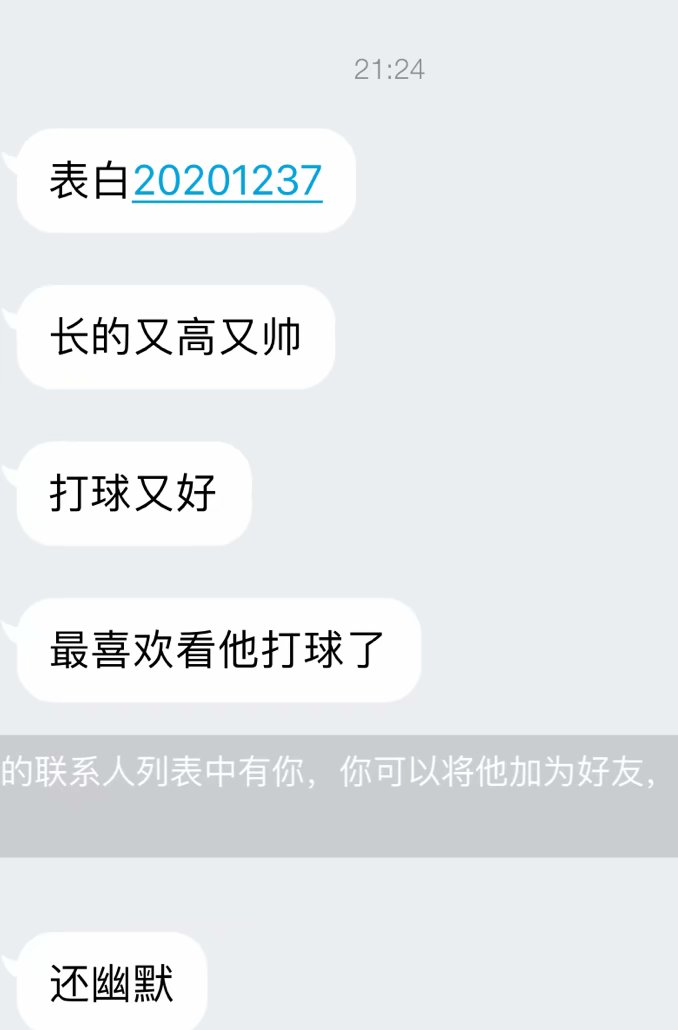 21:24
表白20201237
长的又高又帅
打球又好
最喜欢看他打球了
的联系人列表中有你，你可以将他加为好友，
还幽默